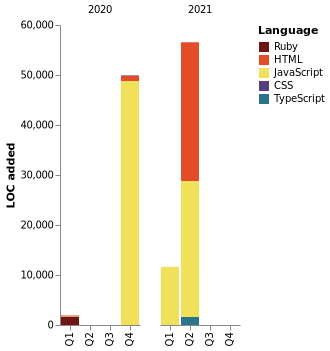 2020
2021
LOC added
60,000
50,000
40,000
30,000
20,000
10,000
0
Q1
Q2
Q3
Q4
Q1
Q2
Q3
Q4
Language
Ruby
HTML
JavaScript
CSS
TypeScript